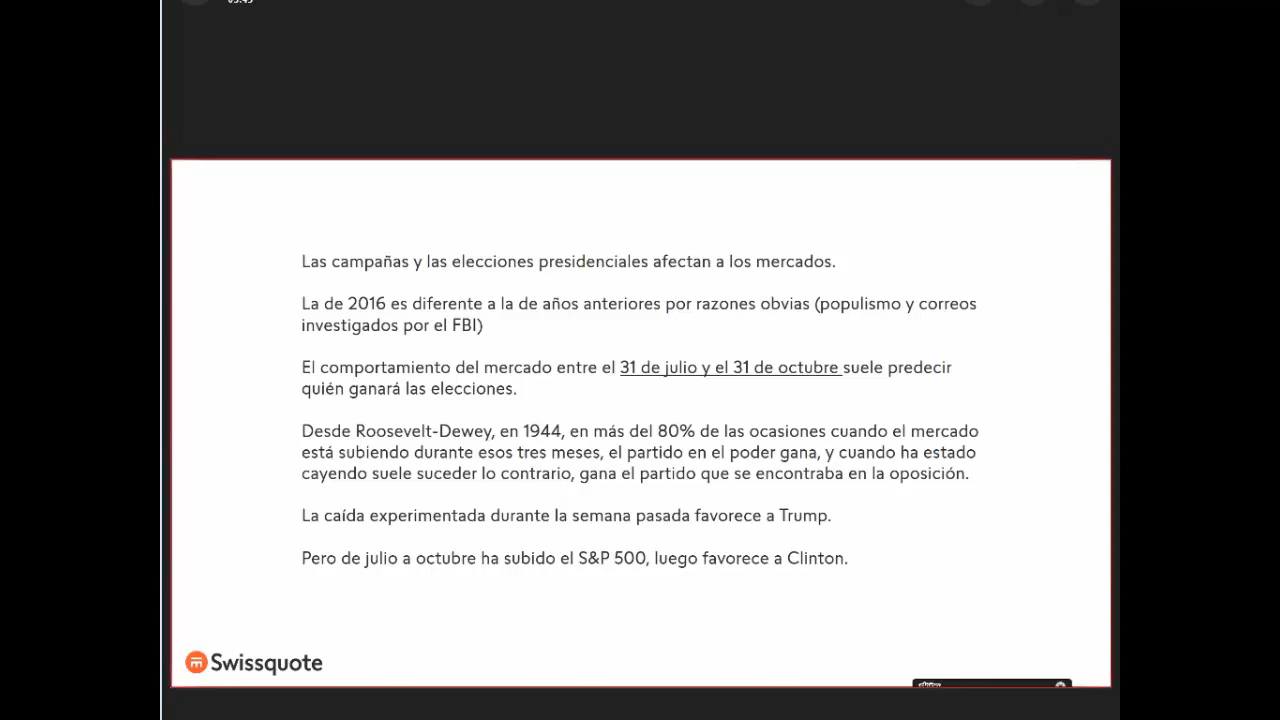 Las campañas y las elecciones presidenciales afectan a los mercados.
La de 2016 es diferente a la de años anteriores por razones obvias (populismo y correos
investigados por el FBI)
El comportamiento del mercado entre el 31 de julio y el 31 de octubre suele predecir
quién ganará las elecciones.
Desde Roosevelt-Dewey, en 1944, en más del 80% de las ocasiones cuando el mercado
está subiendo durante esos tres meses, el partido en el poder gana, y cuando ha estado
cayendo suele suceder lo contrario, gana el partido que se encontraba en la oposición.
La caída experimentada durante la semana pasada favorece a Trump.
Pero de julio a octubre ha subido el S&P 500, luego favorece a Clinton.
Swissquote